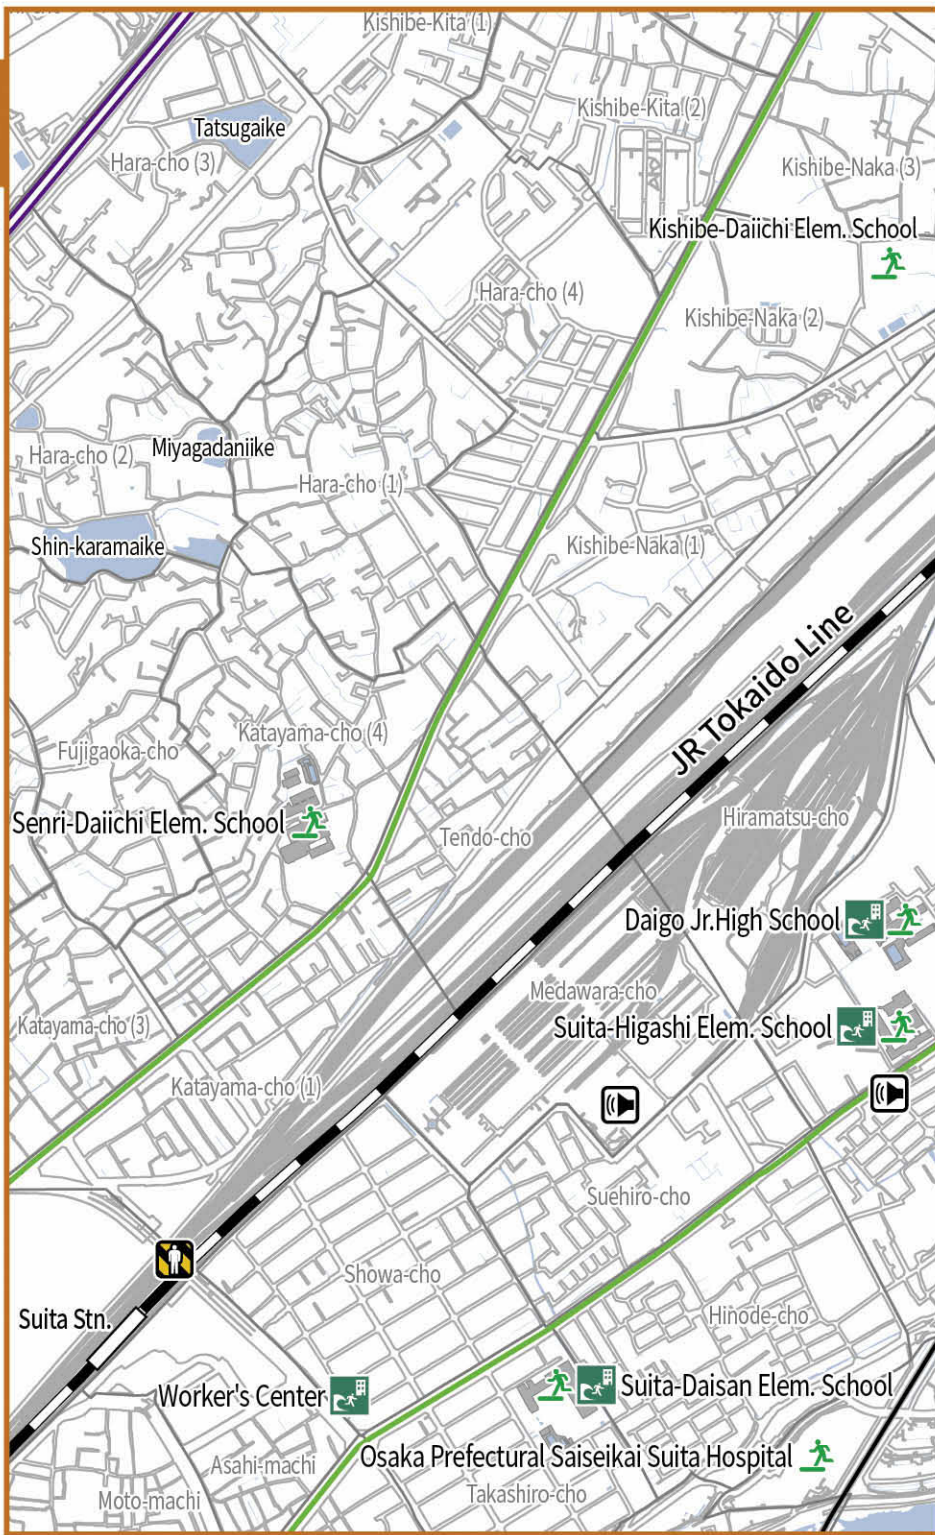 Kishibe-Kita (1)
Kishibe-Kita (2)
Tatsugaike
Hara-cho (3)
Kishibe-Naka (3)
Kishibe-Daiichi Elem. School
Hara-cho (4)
Kishibe-Naka (2)
Miyagadaniike
Hara-cho (2)
Hara-cho (1)
Shin-karamaike
Kishibe-Naka (1)
JR Tokaido Line
Katayama-cho (4)
Fujigaoka-cho
Senri-Daiichi Elem. School
Tendo-cho
Hiramatsu-cho
Daigo Jr.High School
Medawara-cho
Katayama-cho (3)
Suita-Higashi Elem. School
Katayama-cho (1)
Suehiro-cho
Showa-cho
Suita Stn.
Hinode-cho
Worker's Center
Suita-Daisan Elem. School
Asahi-machi
Osaka Prefectural Saiseikai Suita Hospital
Moto-machi
Takashiro-cho